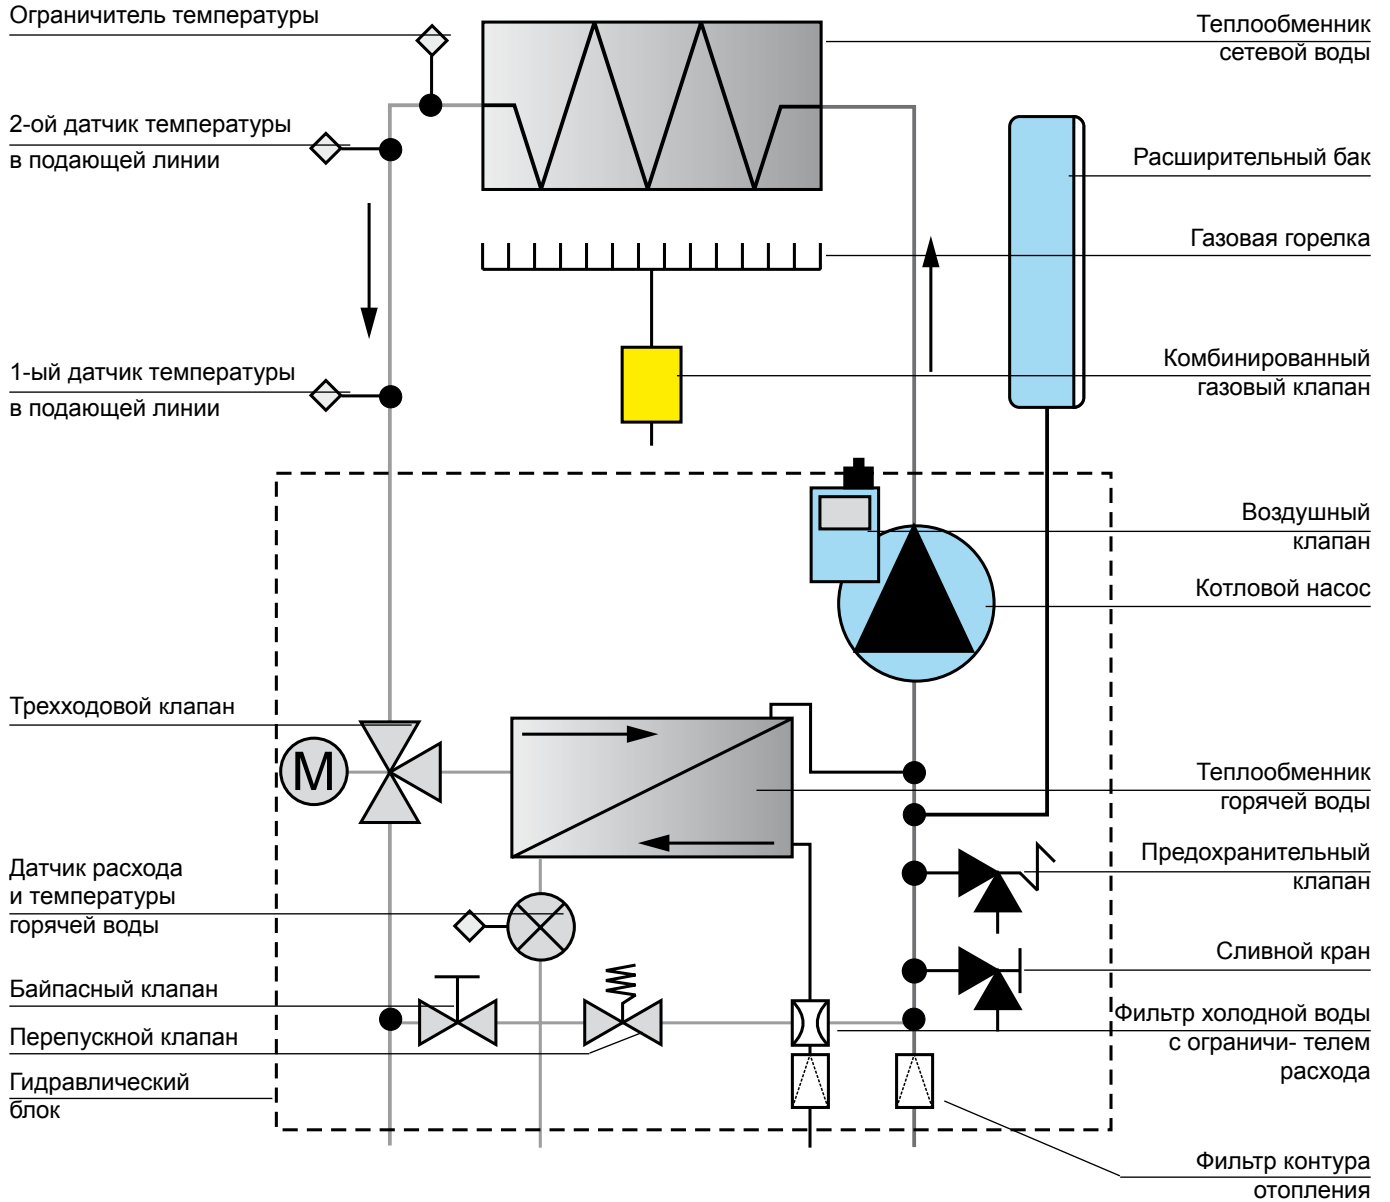 Ограничитель температуры
2-ой датчик температуры
в подающей линии
1-ый датчик температуры
в подающей линии
Трехходовой клапан
M
Датчик расхода
и температуры
горячей воды
Байпасный клапан
Перепускной клапан
Гидравлический
блок
Теплообменник
сетевой воды
Расширительный бак
Газовая горелка
Комбинированный
газовый клапан
Воздушный
клапан
Котловой насос
Теплообменник
горячей воды
Предохранительный
клапан
Сливной кран
Фильтр холодной воды
с ограничи- телем
расхода
Фильтр контура
отопления